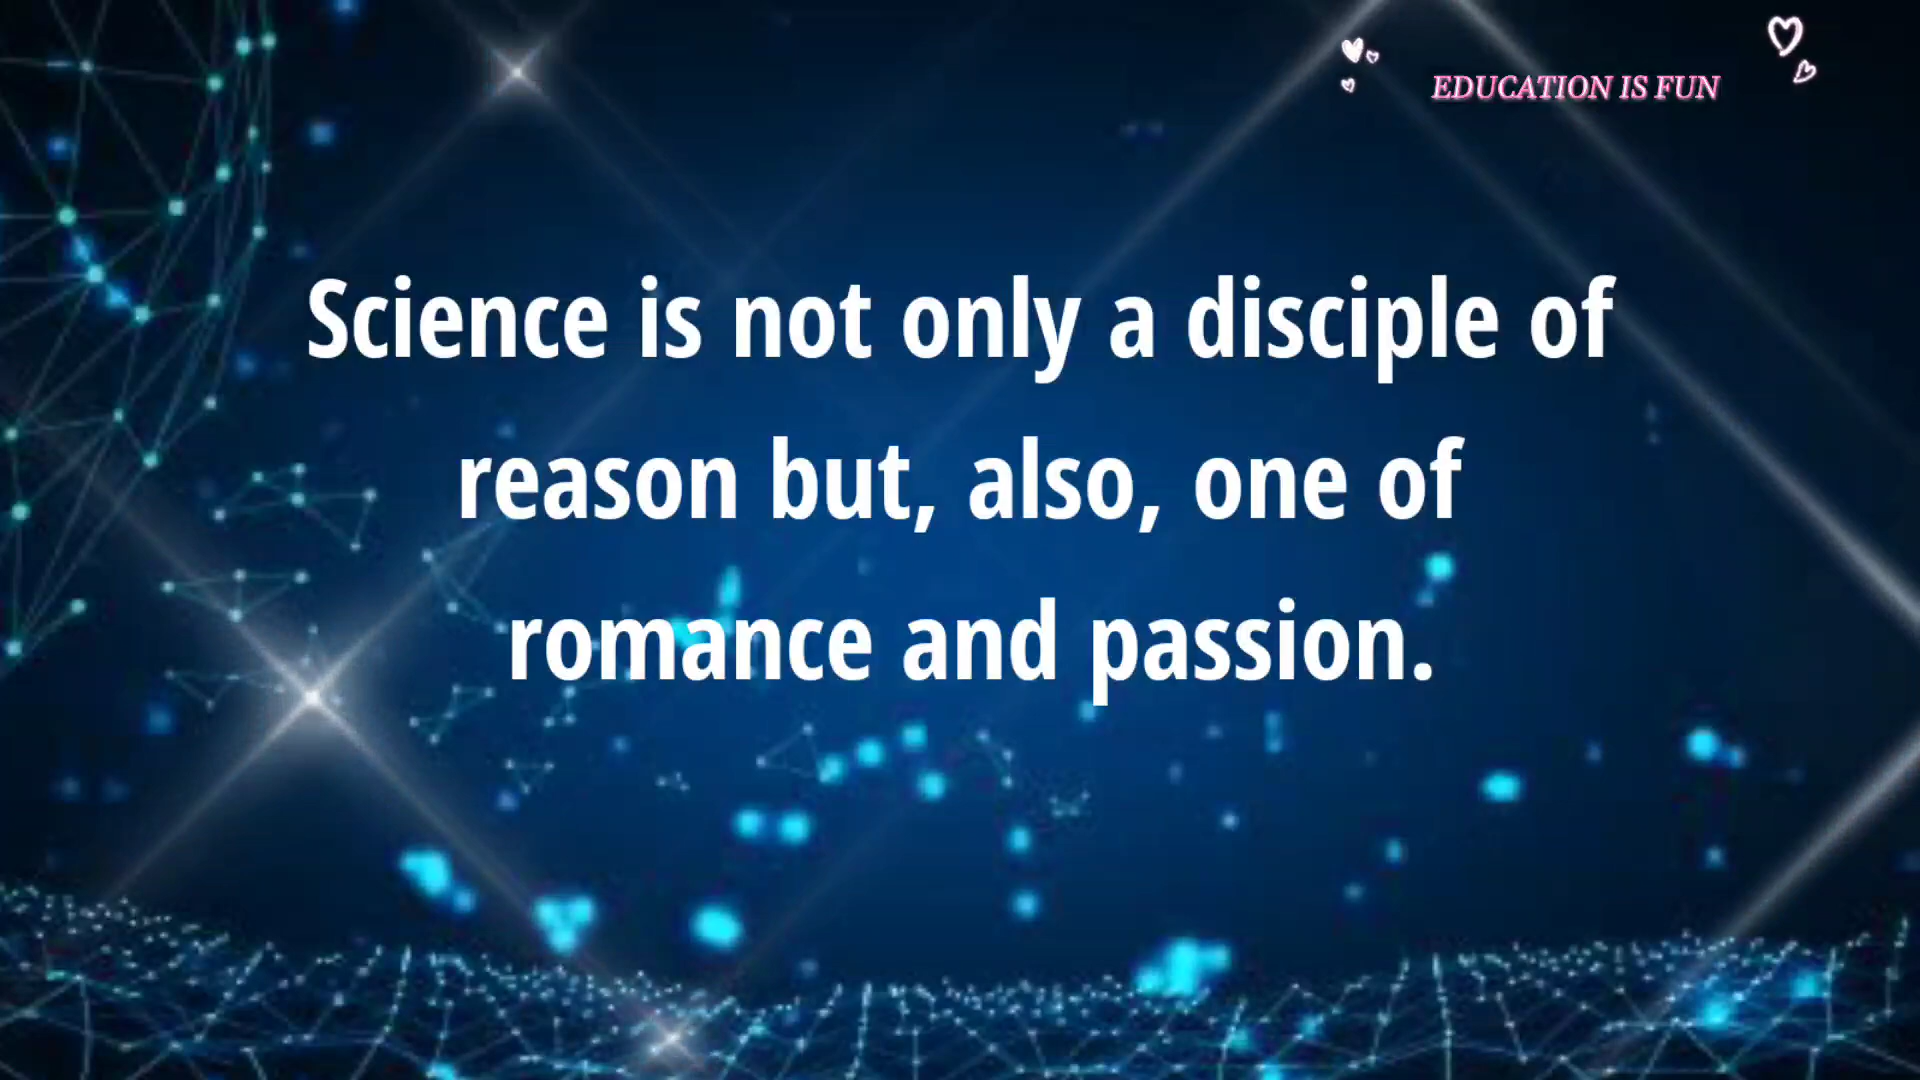 EDUCATION IS FUN
Science is not only a disciple of
reason but, also, one of
romance and passion.